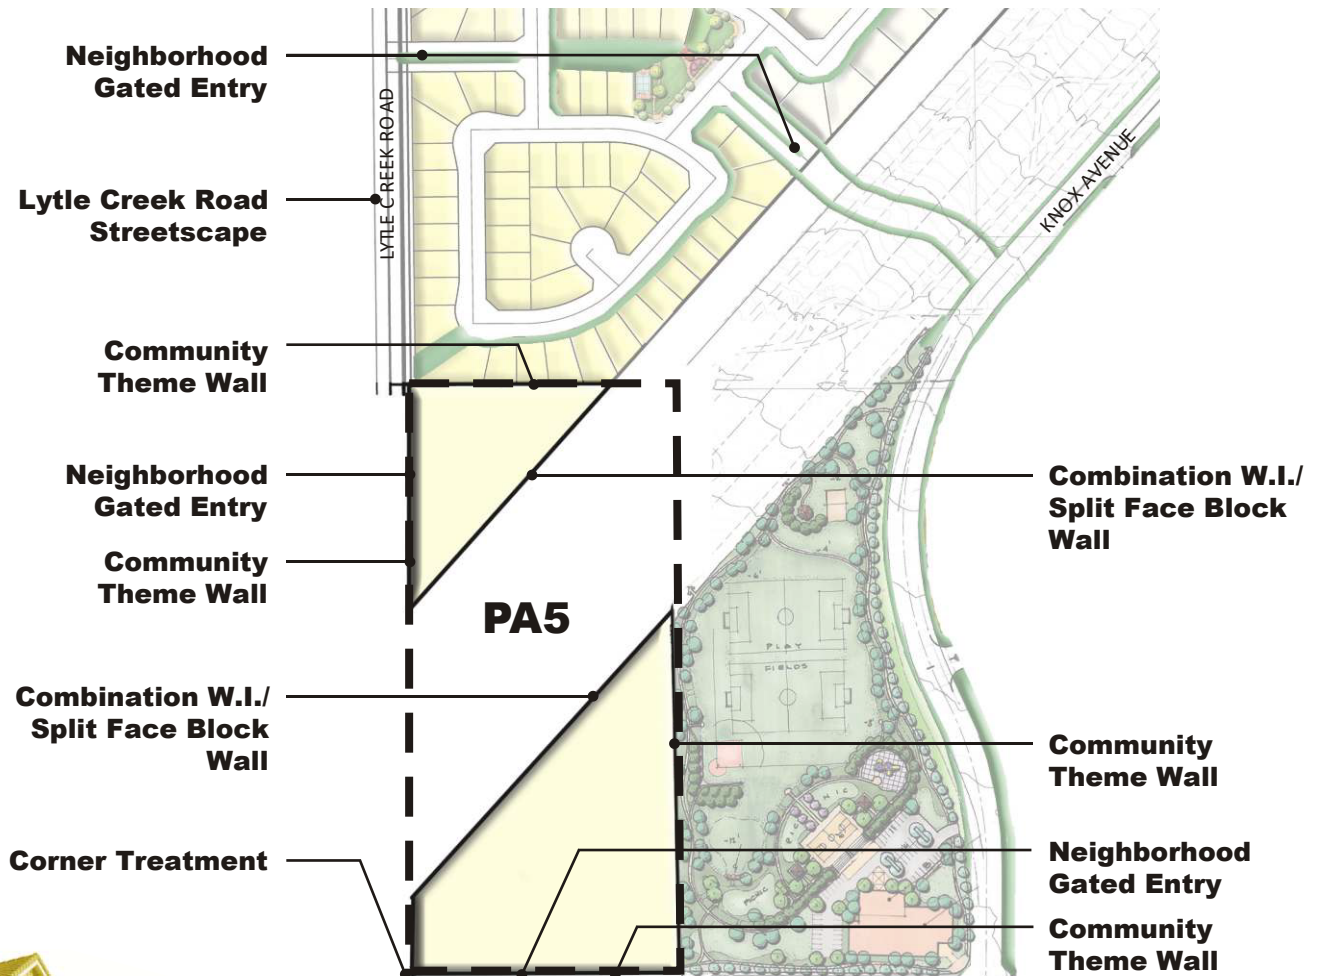 Neighborhood
Gated Entry
LYTLE CREEK ROAD
KNOX AVENUE
Lytle Creek Road
Streetscape
Community
Theme Wall
Neighborhood
Gated Entry
Combination W.I./
Split Face Block
Wall
Community
Theme Wall
PA5
PLAY
FIELDS
Combination W.I./
Split Face Block
Wall
Community
Theme Wall
PICNIC
PICNIC
Corner Treatment
Neighborhood
Gated Entry
Community
Theme Wall